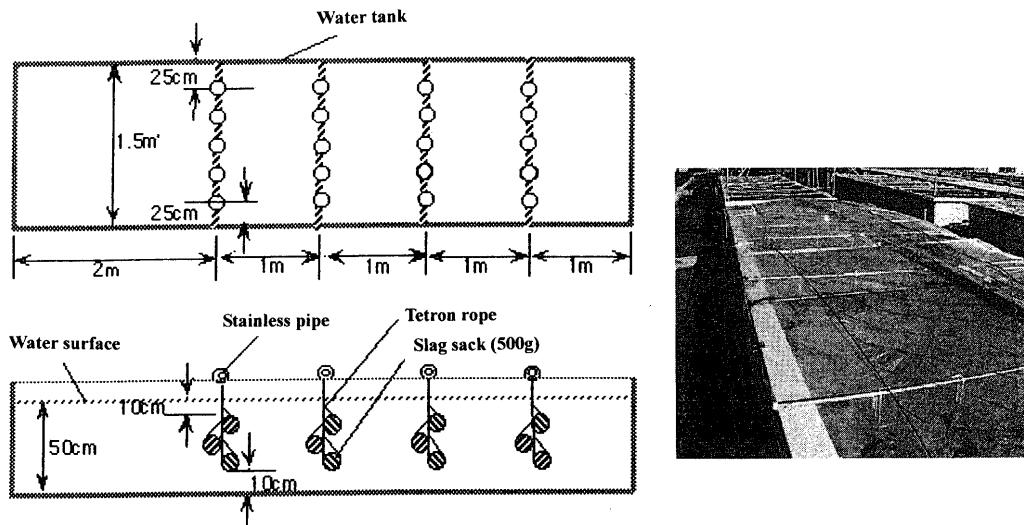 Water tank
25cm
1.5m
25cm
2m
1m
1m
1m
1m
Stainless pipe
Tetron rope
Water surface
Slag sack (500g)
10cm
50cm
10cm